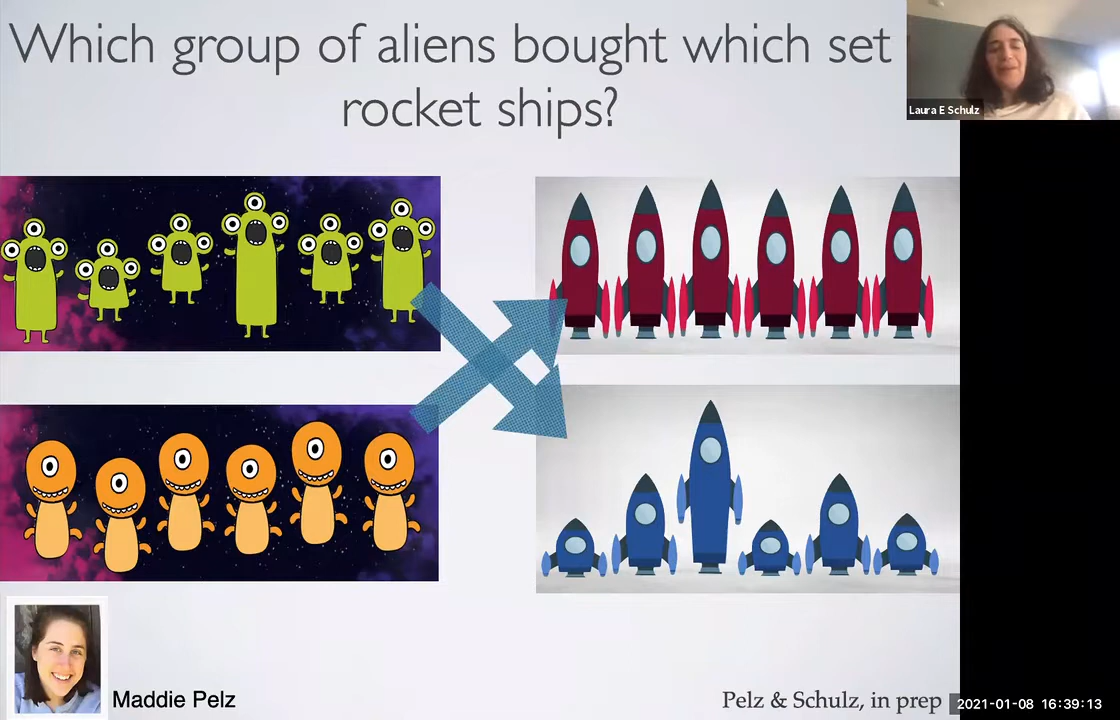 Which group of aliens bought which set
rocket ships?
Laura E Schulz
Maddie Pelz
Pelz & Schulz, in prep
2021-01-08 16:39:13